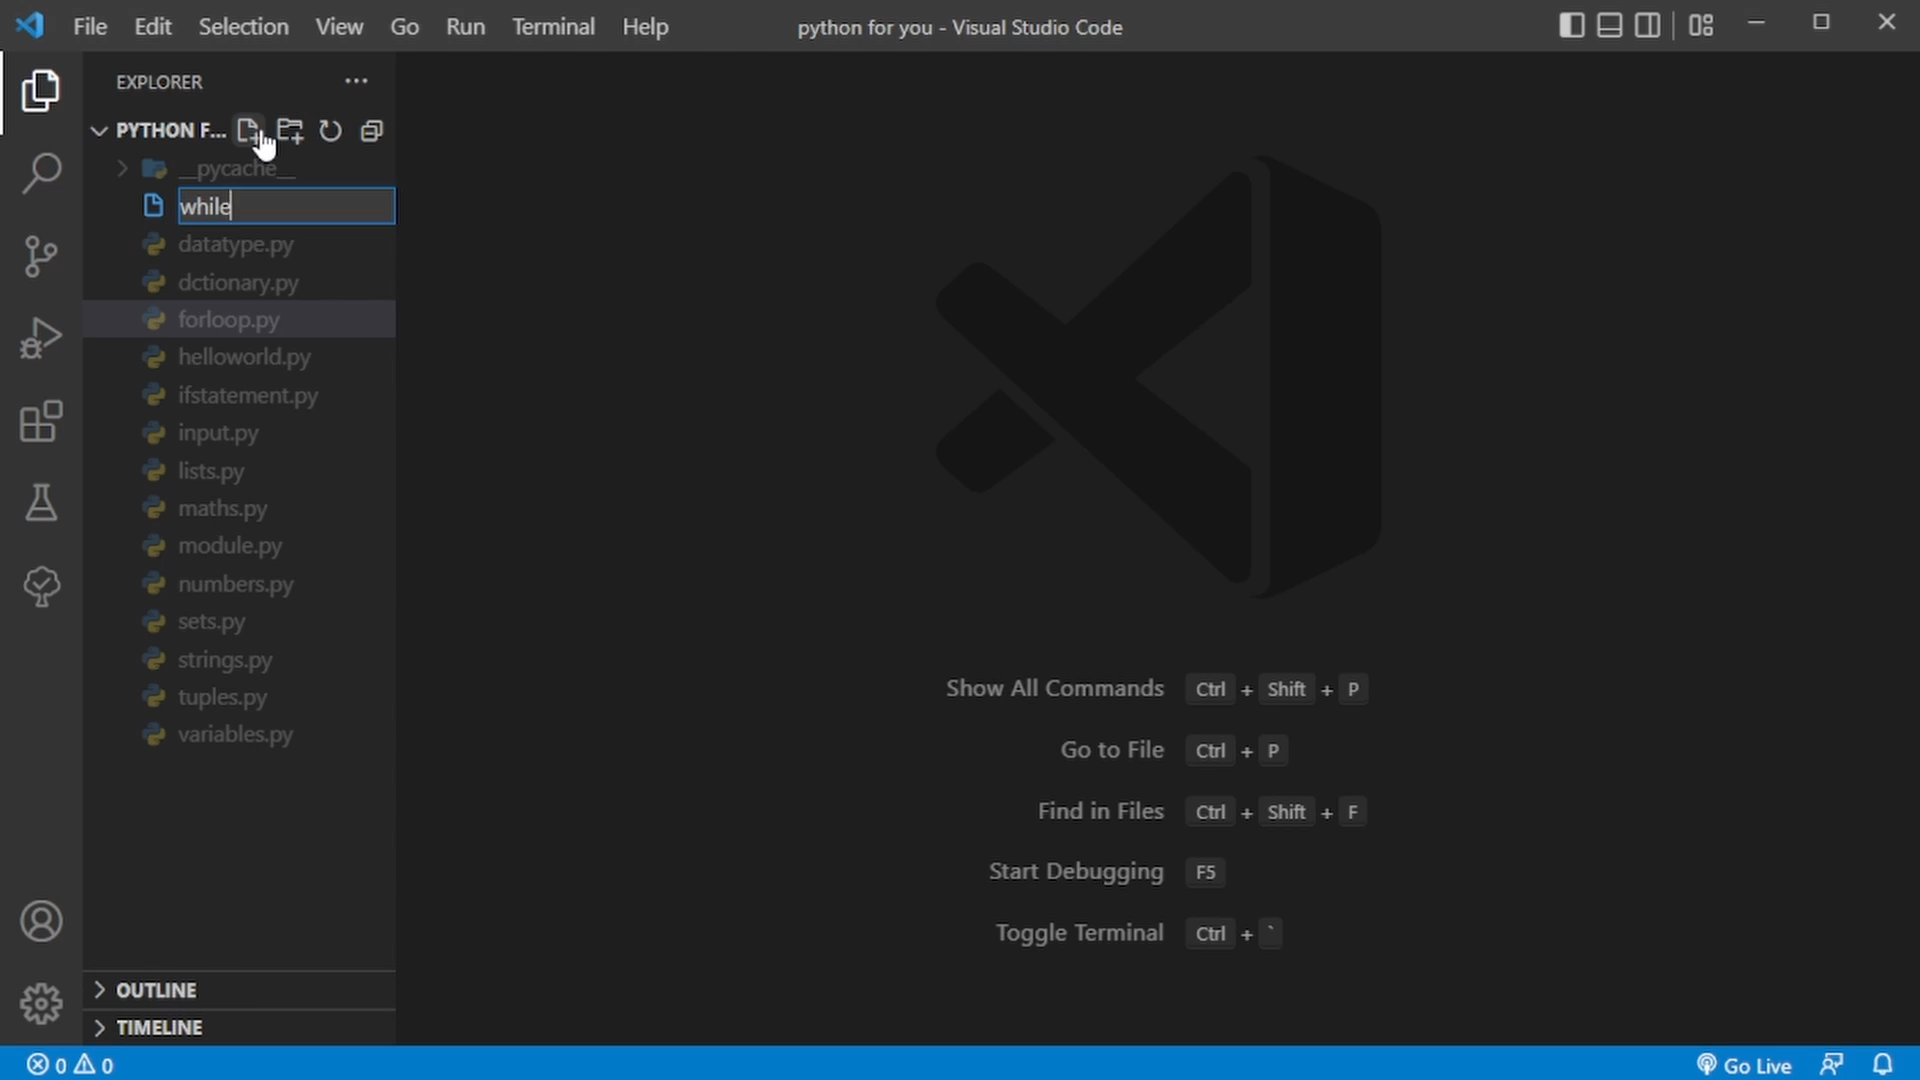 File Edit Selection View Go Run Terminal Help
python for you - Visual Studio Code
EXPLORER
PYTHON F...
__pycache__
while
datatype.py
dctionary.py
forloop.py
helloworld.py
ifstatement.py
input.py
lists.py
maths.py
module.py
numbers.py
sets.py
strings.py
tuples.py
variables.py
OUTLINE
TIMELINE
Show All Commands Ctrl + Shift + P
Go to File Ctrl + P
Find in Files Ctrl + Shift + F
Start Debugging F5
Toggle Terminal Ctrl + `
0 0
Go Live